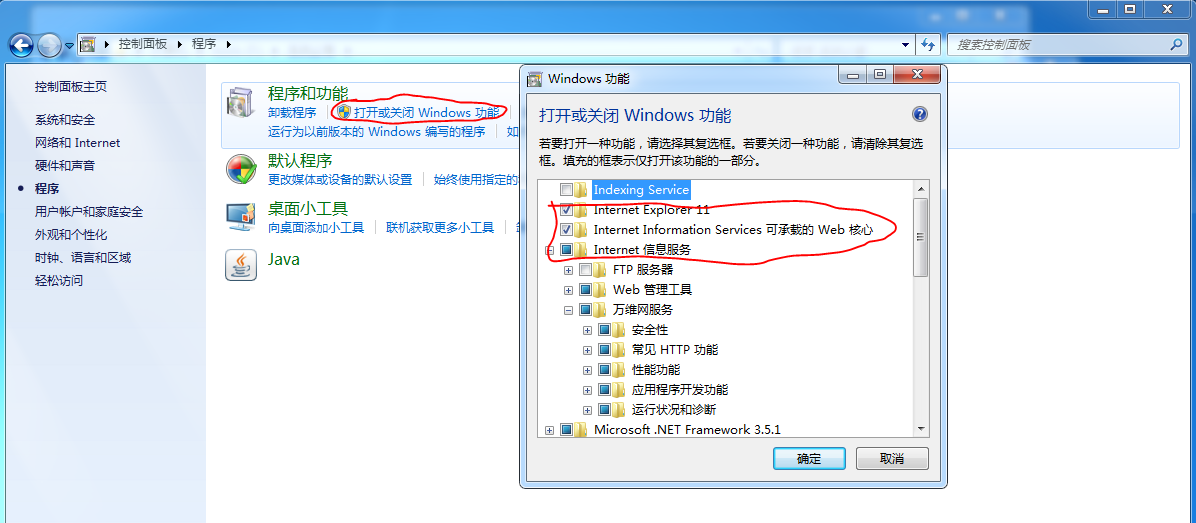 控制面板 程序
搜索控制面板
控制面板主页
系统和安全
网络和 Internet
硬件和声音
程序
用户帐户和家庭安全
外观和个性化
时钟、语言和区域
轻松访问
程序和功能
卸载程序 打开或关闭 Windows 功能
运行为以前版本的 Windows 编写的程序 如
默认程序
更改媒体或设备的默认设置 始终使用指定的
桌面小工具
向桌面添加小工具 联机获取更多小工具
Java
Windows 功能
打开或关闭 Windows 功能
若要打开一种功能，请选择其复选框。若要关闭一种功能，请清除其复选
框。填充的框表示仅打开该功能的一部分。
Indexing Service
Internet Explorer 11
Internet Information Services 可承载的 Web 核心
Internet 信息服务
FTP 服务器
Web 管理工具
万维网服务
安全性
常见 HTTP 功能
性能功能
应用程序开发功能
运行状况和诊断
Microsoft .NET Framework 3.5.1
确定 取消